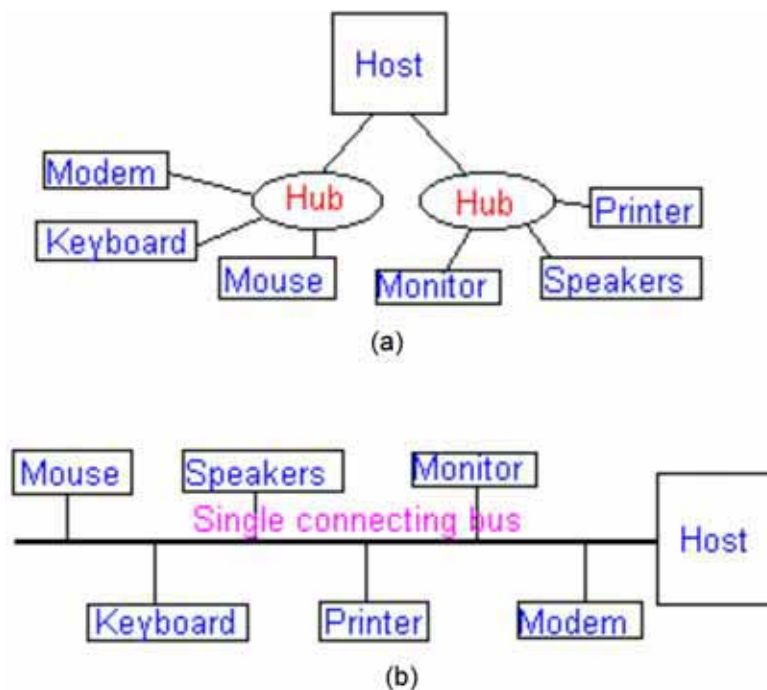 Host
Modem
Hub
Hub
Printer
Keyboard
Mouse
Monitor
Speakers
(a)
Mouse
Speakers
Monitor
Single connecting bus
Host
Keyboard
Printer
Modem
(b)